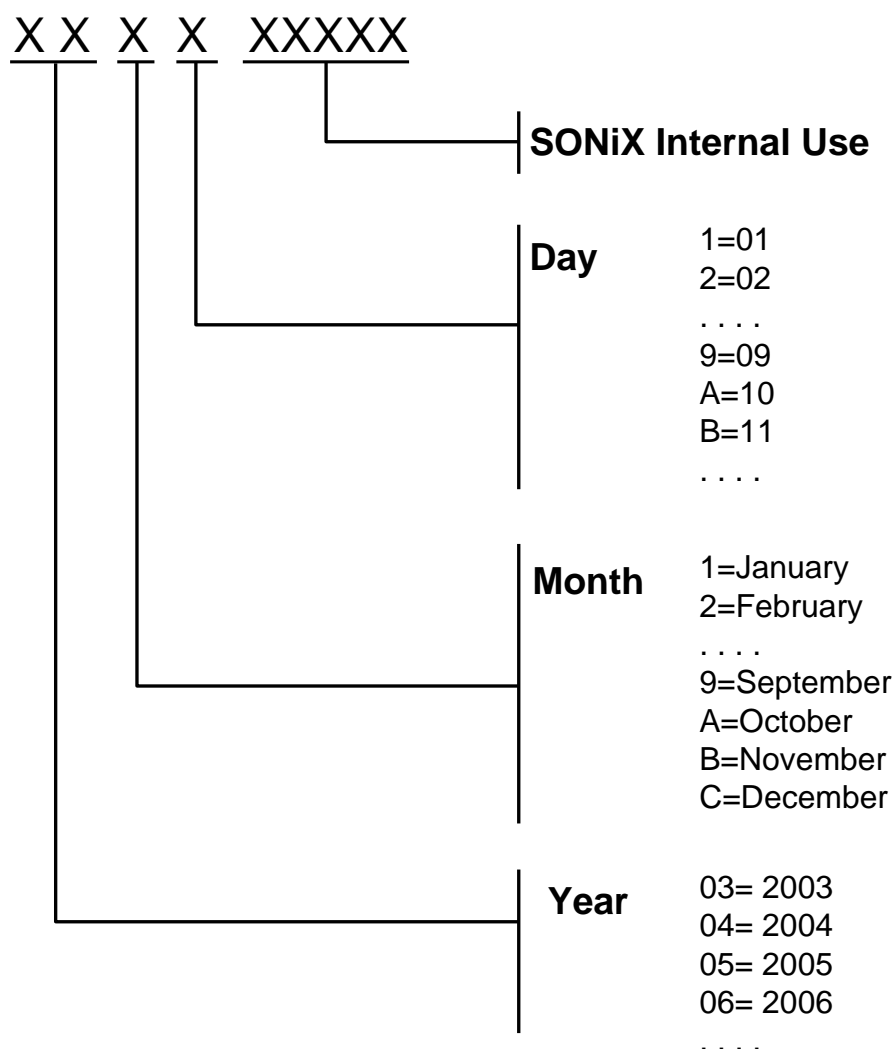 X X X X XXXXX
SONiX Internal Use
Day
1=01
2=02
. . . .
9=09
A=10
B=11
. . . .
Month
1=January
2=February
. . . .
9=September
A=October
B=November
C=December
Year
03= 2003
04= 2004
05= 2005
06= 2006
. . . .